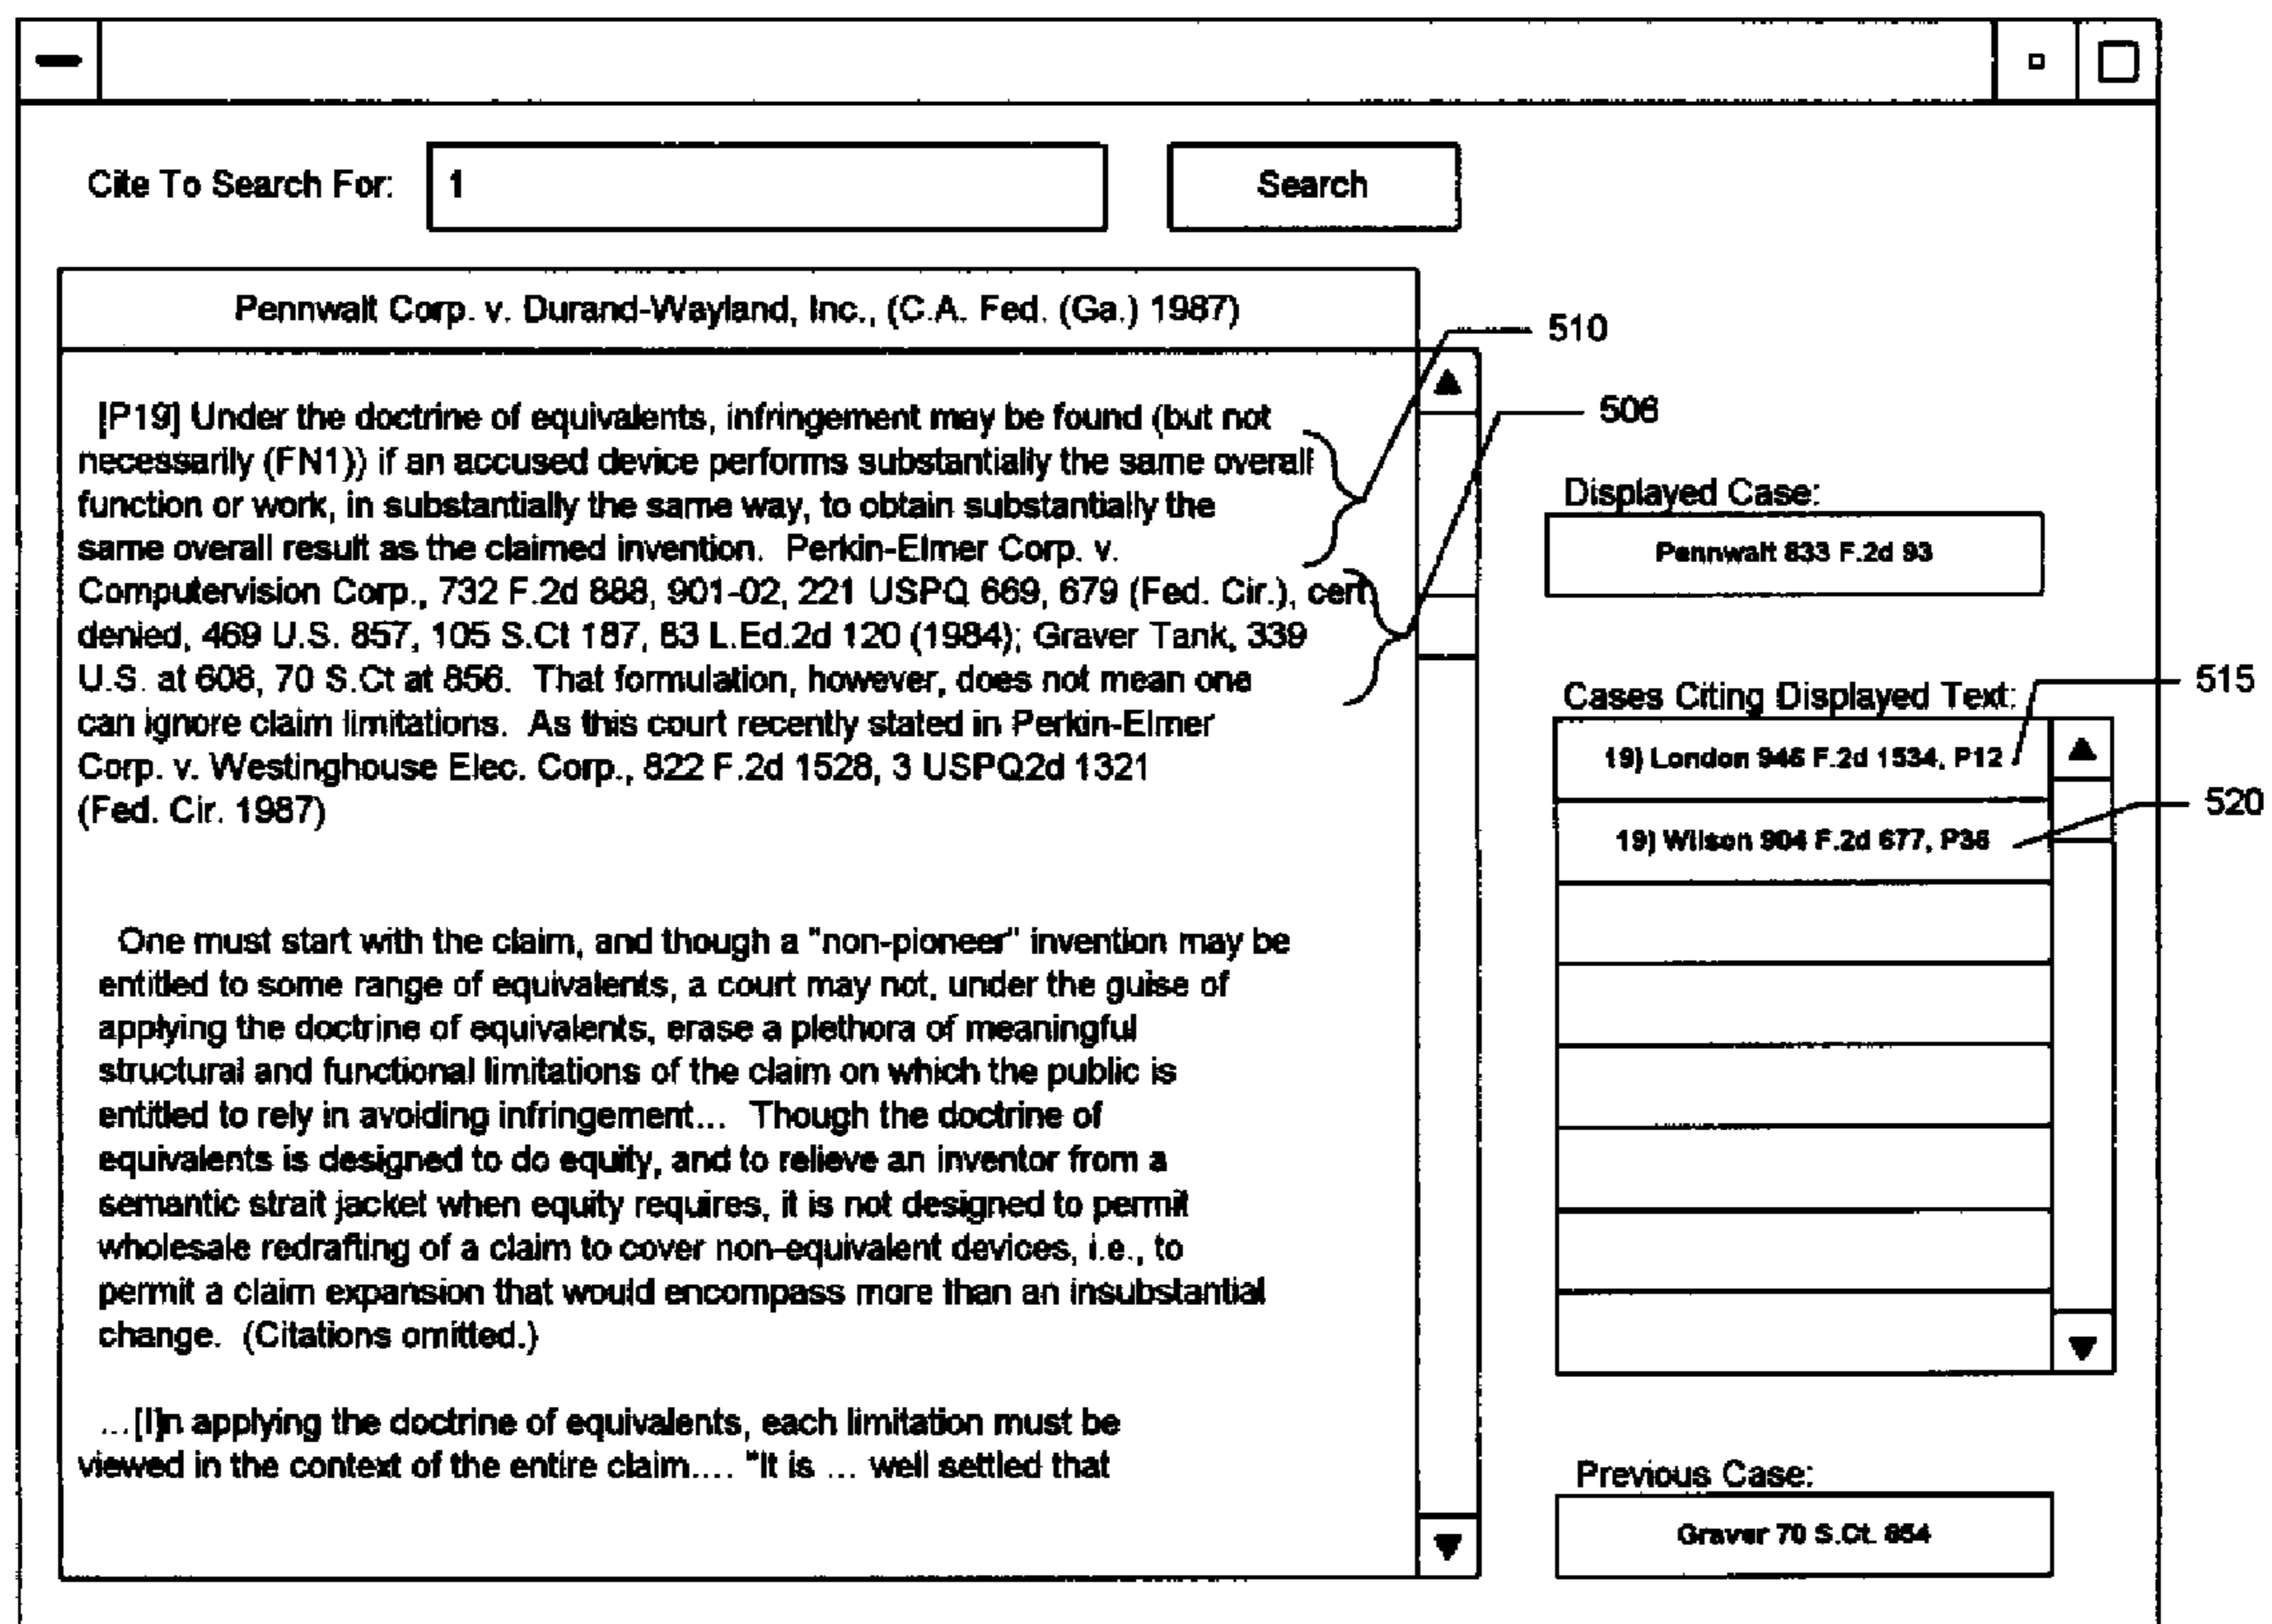 Cite To Search For: 1 Search
Pennwalt Corp. v. Durand-Wayland, Inc., (C.A. Fed. (Ga.) 1987)
510
[P19] Under the doctrine of equivalents, infringement may be found (but not
necessarily (FN1)) if an accused device performs substantially the same overall
function or work, in substantially the same way, to obtain substantially the
same overall result as the claimed invention. Perkin-Elmer Corp. v.
Computervision Corp., 732 F.2d 888, 901-02, 221 USPQ 669, 679 (Fed. Cir.), cert.
denied, 469 U.S. 857, 105 S.Ct 187, 83 L.Ed.2d 120 (1984); Graver Tank, 339
U.S. at 608, 70 S.Ct at 856. That formulation, however, does not mean one
can ignore claim limitations. As this court recently stated in Perkin-Elmer
Corp. v. Westinghouse Elec. Corp., 822 F.2d 1528, 3 USPQ2d 1321
(Fed. Cir. 1987)
One must start with the claim, and though a "non-pioneer" invention may be
entitled to some range of equivalents, a court may not, under the guise of
applying the doctrine of equivalents, erase a plethora of meaningful
structural and functional limitations of the claim on which the public is
entitled to rely in avoiding infringement... Though the doctrine of
equivalents is designed to do equity, and to relieve an inventor from a
semantic strait jacket when equity requires, it is not designed to permit
wholesale redrafting of a claim to cover non-equivalent devices, i.e., to
permit a claim expansion that would encompass more than an insubstantial
change. (Citations omitted.)
...[I]n applying the doctrine of equivalents, each limitation must be
viewed in the context of the entire claim.... "It is ... well settled that
506
Displayed Case:
Pennwalt 833 F.2d 93
Cases Citing Displayed Text:
515
19) London 946 F.2d 1534, P12
520
19) Wilson 904 F.2d 677, P36
Previous Case:
Graver 70 S.Ct. 854